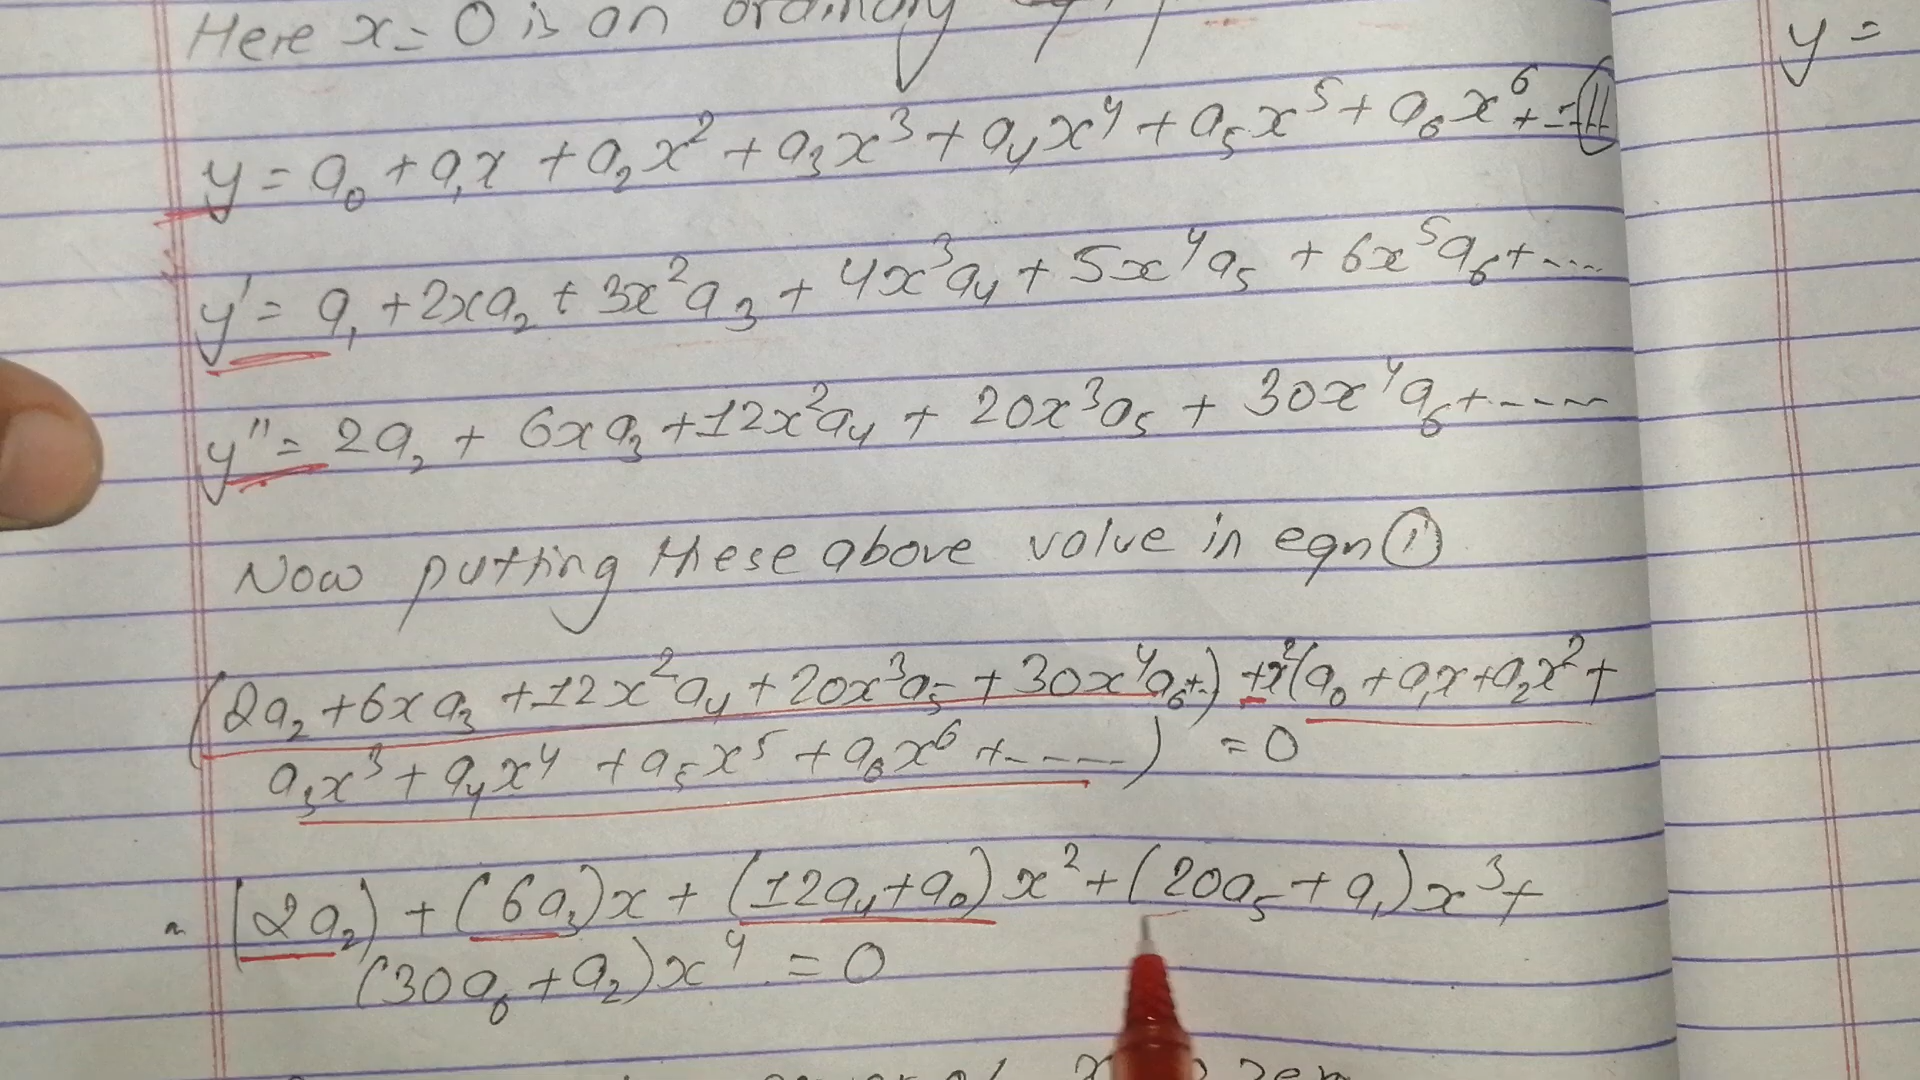 Here x = 0 is an ordinary
y = a₀ + a₁x + a₂x² + a₃x³ + a₄x⁴ + a₅x⁵ + a₆x⁶ + --- (II)
y' = a₁ + 2xa₂ + 3x²a₃ + 4x³a₄ + 5x⁴a₅ + 6x⁵a₆ + ....
y'' = 2a₂ + 6xa₃ + 12x²a₄ + 20x³a₅ + 30x⁴a₆ + ----
Now putting these above value in eqn (i)
(2a₂ + 6xa₃ + 12x²a₄ + 20x³a₅ + 30x⁴a₆ + ..) + x²(a₀ + a₁x + a₂x² +
a₃x³ + a₄x⁴ + a₅x⁵ + a₆x⁶ + ----) = 0
~ (2a₂) + (6a₃)x + (12a₄ + a₀)x² + (20a₅ + a₁)x³ +
(30a₆ + a₂)x⁴ = 0
y =